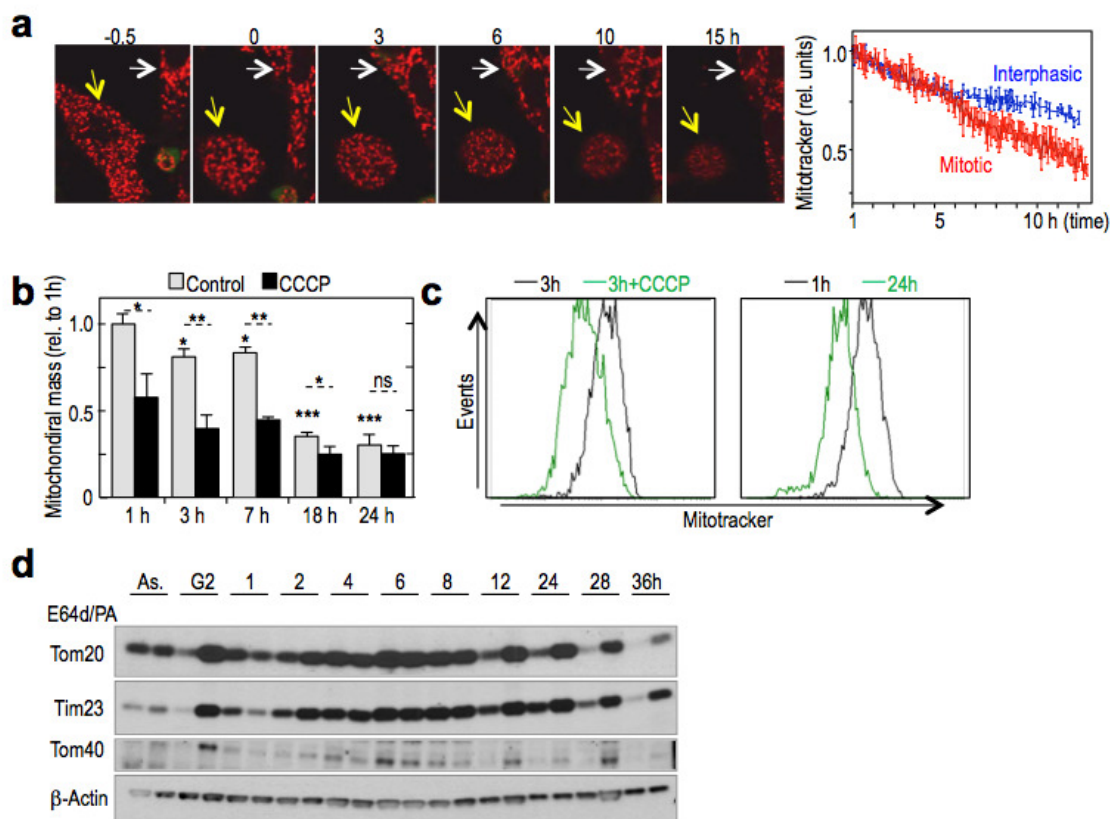 a
-0.5 0 3 6 10 15 h
Mitotracker (rel. units)
1.0
0.5
Interphasic
Mitotic
1 5 10 h (time)
b
Control CCCP
Mitochondiral mass (rel. to 1h)
1
0.5
0
* ** ** * ns
* * *** ***
1 h 3 h 7 h 18 h 24 h
c
3h 3h+CCCP
1h 24h
Events
Mitotracker
d
As. G2 1 2 4 6 8 12 24 28 36h
E64d/PA
Tom20
Tim23
Tom40
β-Actin